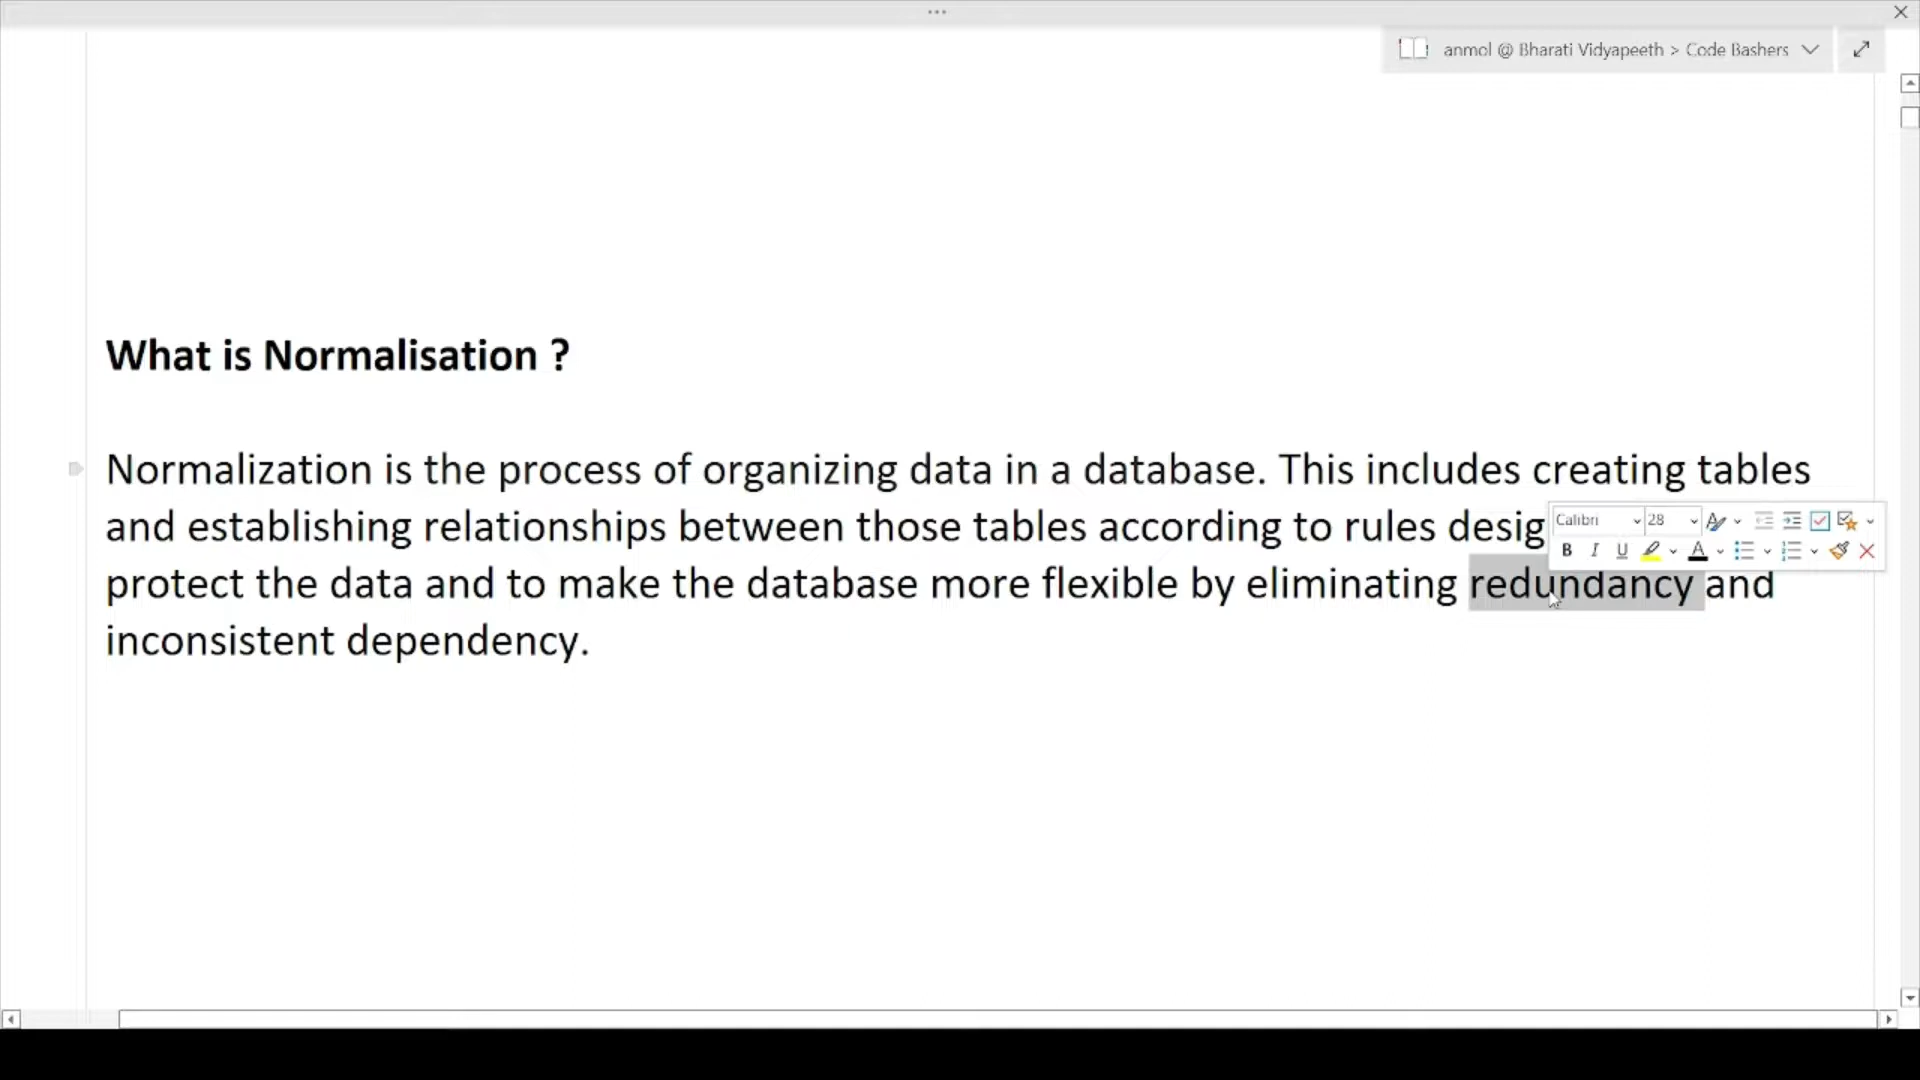 anmol @ Bharati Vidyapeeth > Code Bashers
What is Normalisation ?
Normalization is the process of organizing data in a database. This includes creating tables
and establishing relationships between those tables according to rules
Calibri 28
B I U A
protect the data and to make the database more flexible by eliminating redundancy and
inconsistent dependency.